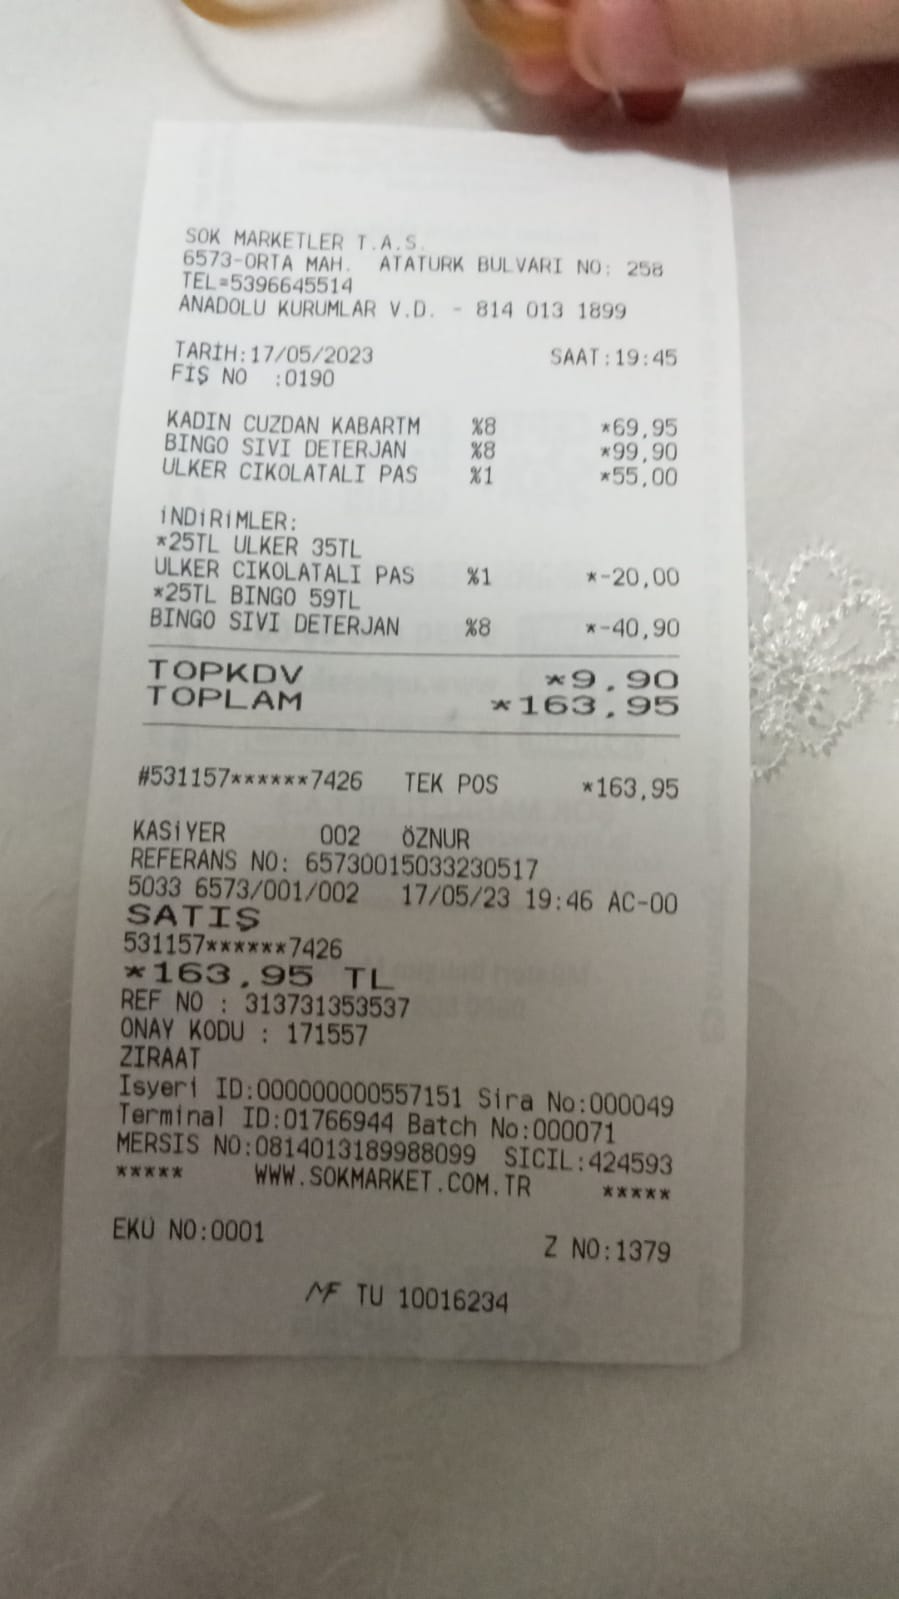 SOK MARKETLER T.A.S.
6573-ORTA MAH. ATATURK BULVARI NO: 258
TEL=5396645514
ANADOLU KURUMLAR V.D. - 814 013 1899
TARİH:17/05/2023 SAAT:19:45
FİŞ NO :0190
KADIN CUZDAN KABARTM %8 *69,95
BINGO SIVI DETERJAN %8 *99,90
ULKER CIKOLATALI PAS %1 *55,00
İNDİRİMLER:
*25TL ULKER 35TL
ULKER CIKOLATALI PAS %1 *-20,00
*25TL BINGO 59TL
BINGO SIVI DETERJAN %8 *-40,90
TOPKDV *9,90
TOPLAM *163,95
#531157******7426 TEK POS *163,95
KASİYER 002 ÖZNUR
REFERANS NO: 65730015033230517
5033 6573/001/002 17/05/23 19:46 AC-00
SATIŞ
531157******7426
*163,95 TL
REF NO : 313731353537
ONAY KODU : 171557
ZIRAAT
Isyeri ID:000000000557151 Sira No:000049
Terminal ID:01766944 Batch No:000071
MERSIS NO:0814013189988099 SICIL:424593
***** WWW.SOKMARKET.COM.TR *****
EKU NO:0001 Z NO:1379
MF TU 10016234